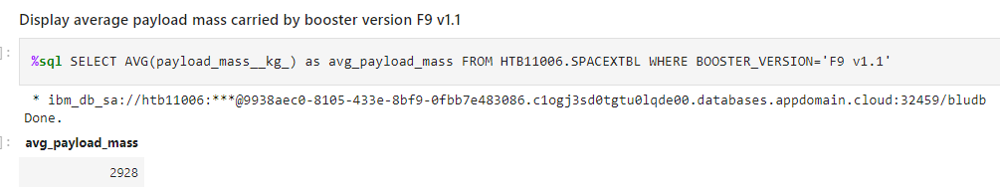 Display average payload mass carried by booster version F9 v1.1
]: %sql SELECT AVG(payload_mass__kg_) as avg_payload_mass FROM HTB11006.SPACEXTBL WHERE BOOSTER_VERSION='F9 v1.1'
* ibm_db_sa://htb11006:***@9938aec0-8105-433e-8bf9-0fbb7e483086.c1ogj3sd0tgtu0lqde00.databases.appdomain.cloud:32459/bludb
Done.
]: avg_payload_mass
2928